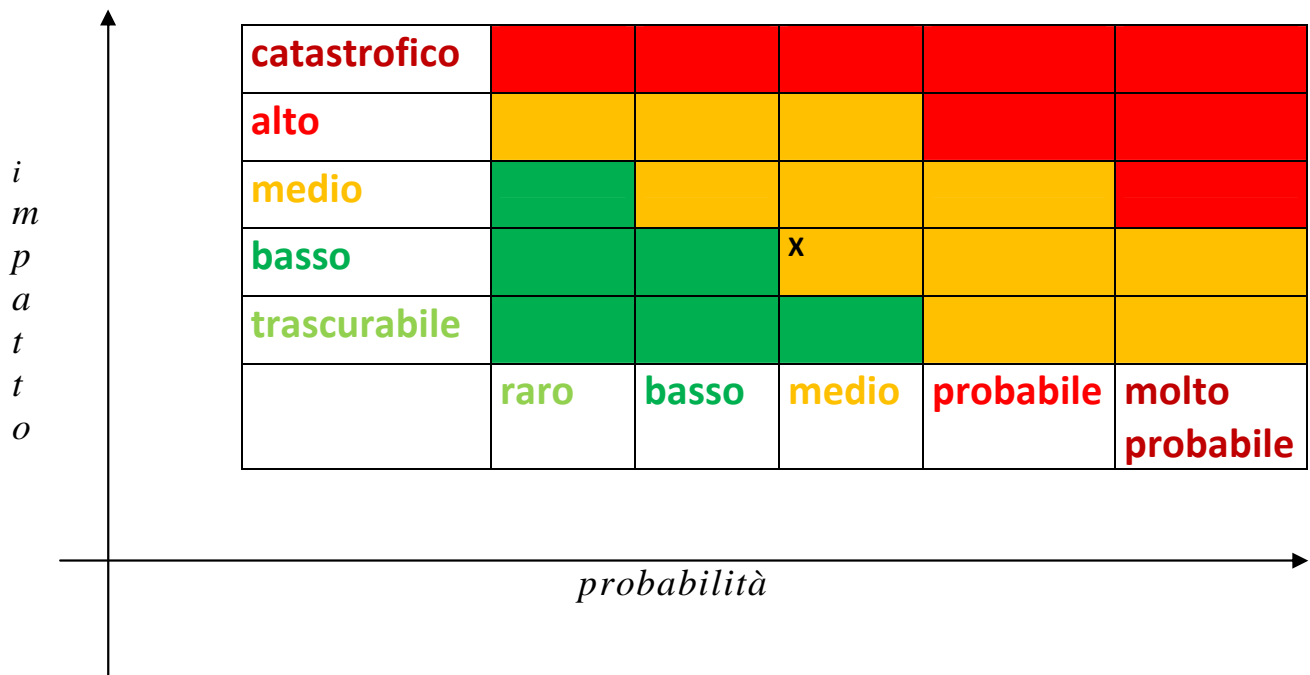 catastrofico
alto
medio
basso X
trascurabile
raro basso medio probabile molto
probabile
i
m
p
a
t
t
o
probabilità